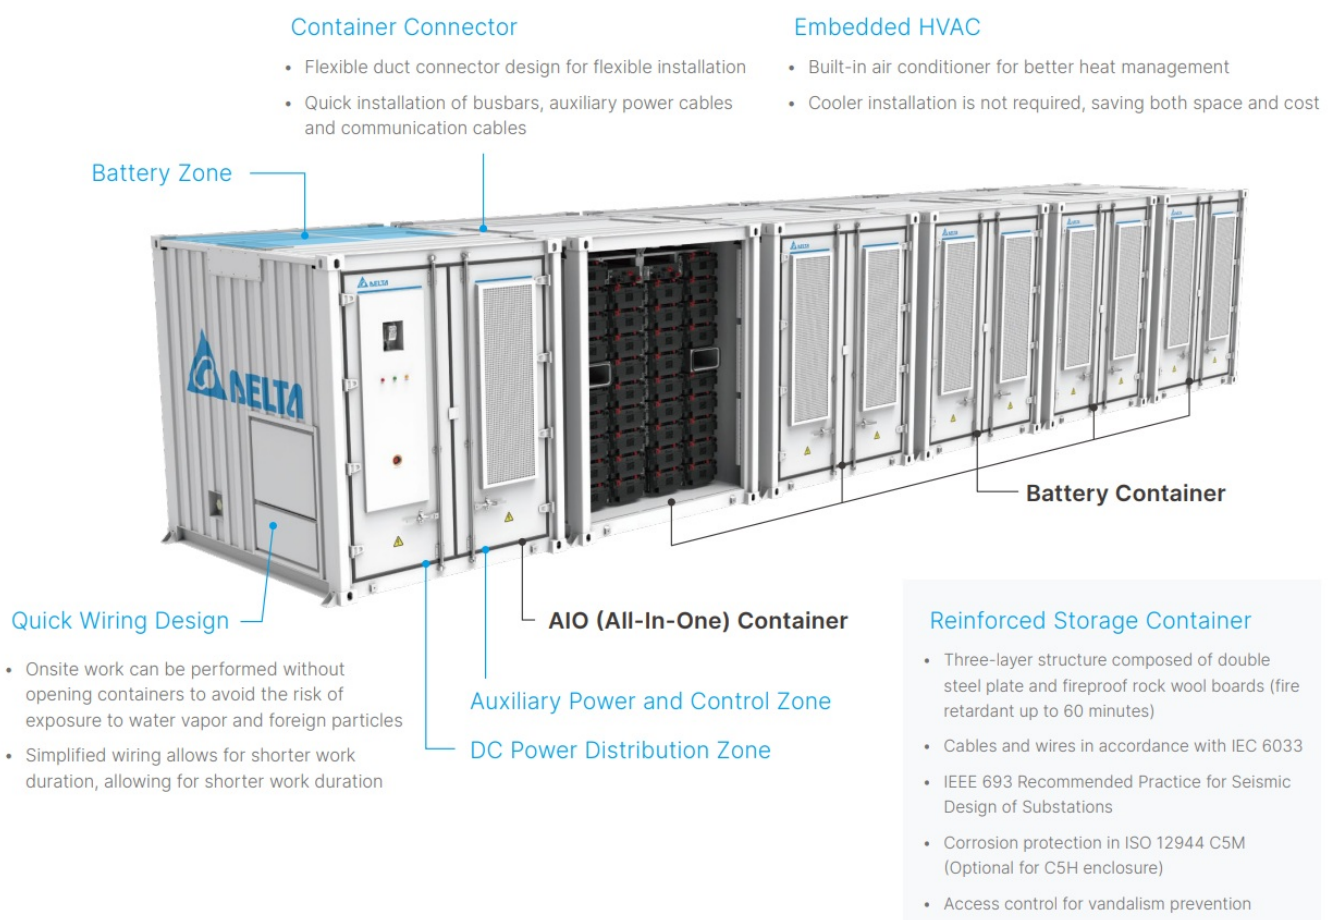 Container Connector
• Flexible duct connector design for flexible installation
• Quick installation of busbars, auxiliary power cables
and communication cables
Embedded HVAC
• Built-in air conditioner for better heat management
• Cooler installation is not required, saving both space and cost
Battery Zone
DELTA
DELTA
DELTA
DELTA
DELTA
DELTA
Battery Container
AIO (All-In-One) Container
Quick Wiring Design
• Onsite work can be performed without
opening containers to avoid the risk of
exposure to water vapor and foreign particles
• Simplified wiring allows for shorter work
duration, allowing for shorter work duration
Auxiliary Power and Control Zone
DC Power Distribution Zone
Reinforced Storage Container
• Three-layer structure composed of double
steel plate and fireproof rock wool boards (fire
retardant up to 60 minutes)
• Cables and wires in accordance with IEC 6033
• IEEE 693 Recommended Practice for Seismic
Design of Substations
• Corrosion protection in ISO 12944 C5M
(Optional for C5H enclosure)
• Access control for vandalism prevention